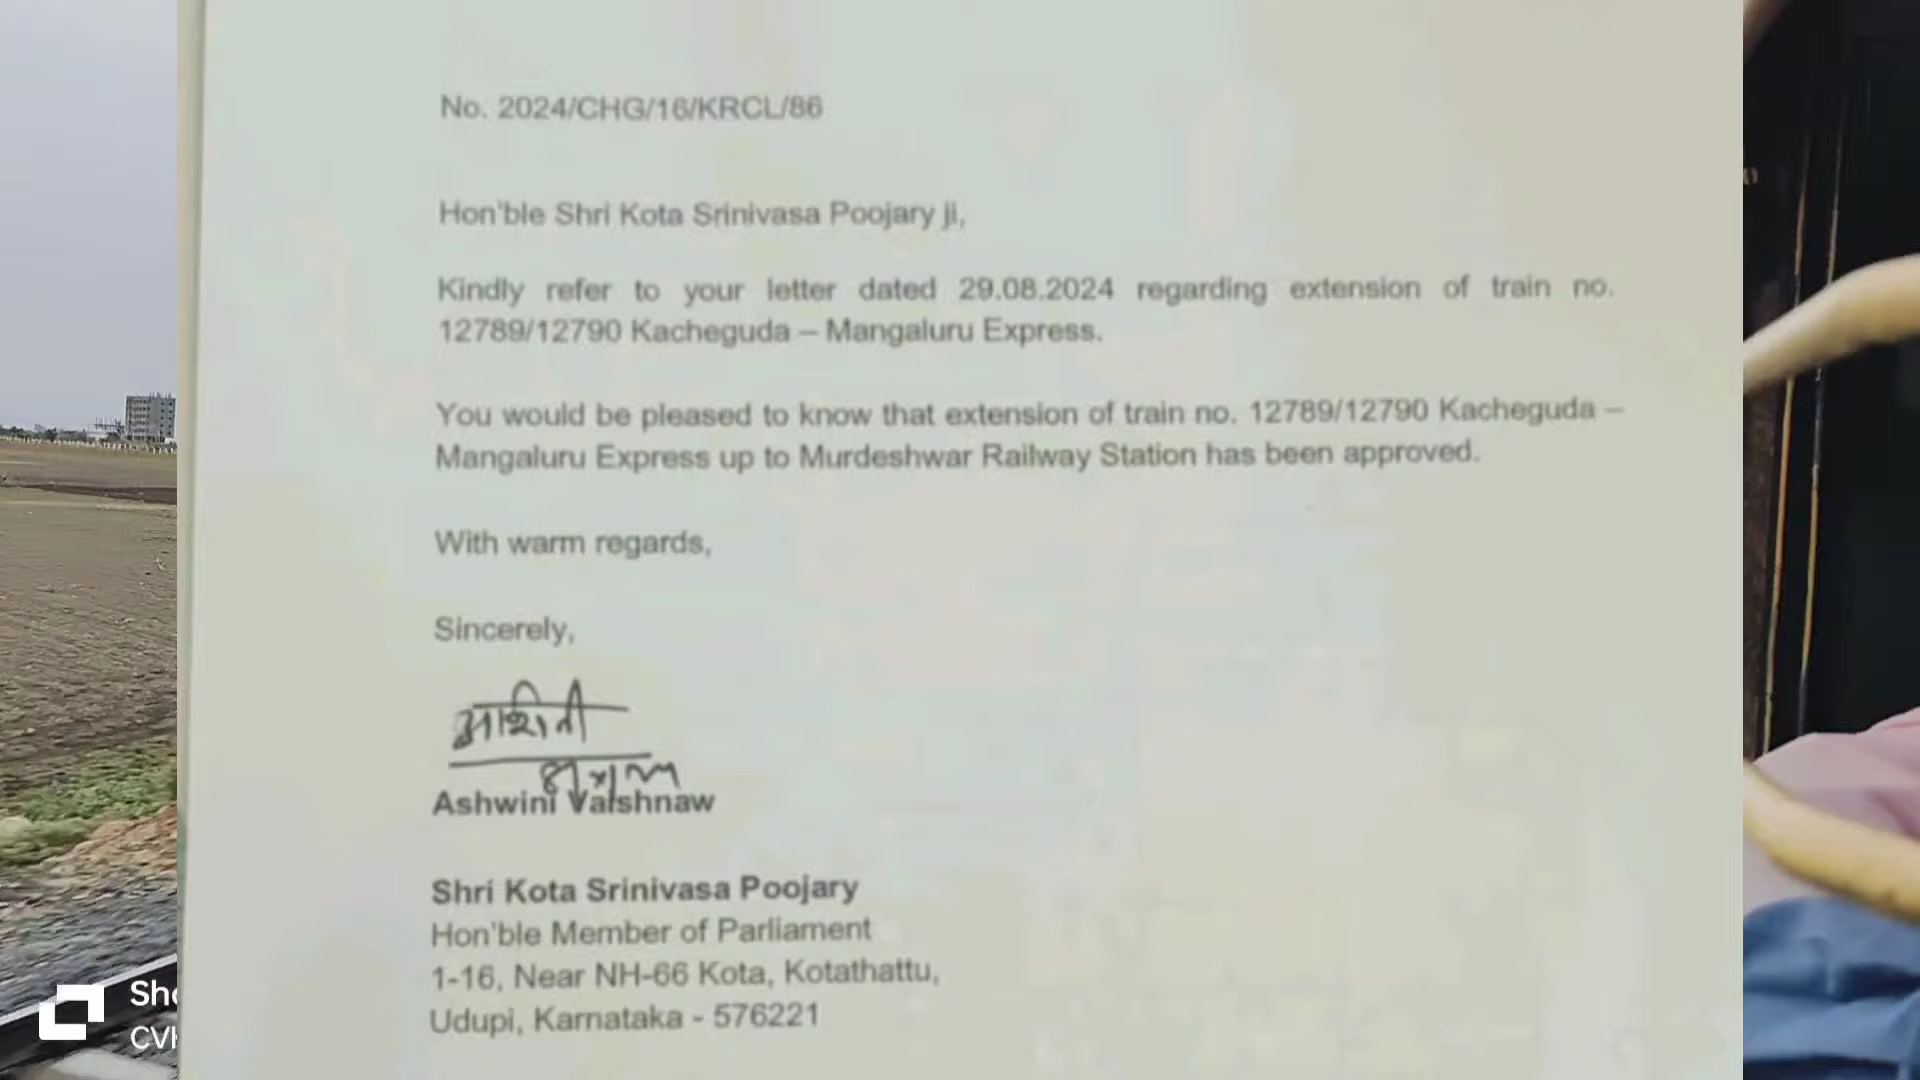 No. 2024/CHG/16/KRCL/86
Hon'ble Shri Kota Srinivasa Poojary ji,
Kindly refer to your letter dated 29.08.2024 regarding extension of train no.
12789/12790 Kacheguda – Mangaluru Express.
You would be pleased to know that extension of train no. 12789/12790 Kacheguda –
Mangaluru Express up to Murdeshwar Railway Station has been approved.
With warm regards,
Sincerely,
Ashwini Vaishnaw
Shri Kota Srinivasa Poojary
Hon'ble Member of Parliament
1-16, Near NH-66 Kota, Kotathattu,
Udupi, Karnataka - 576221